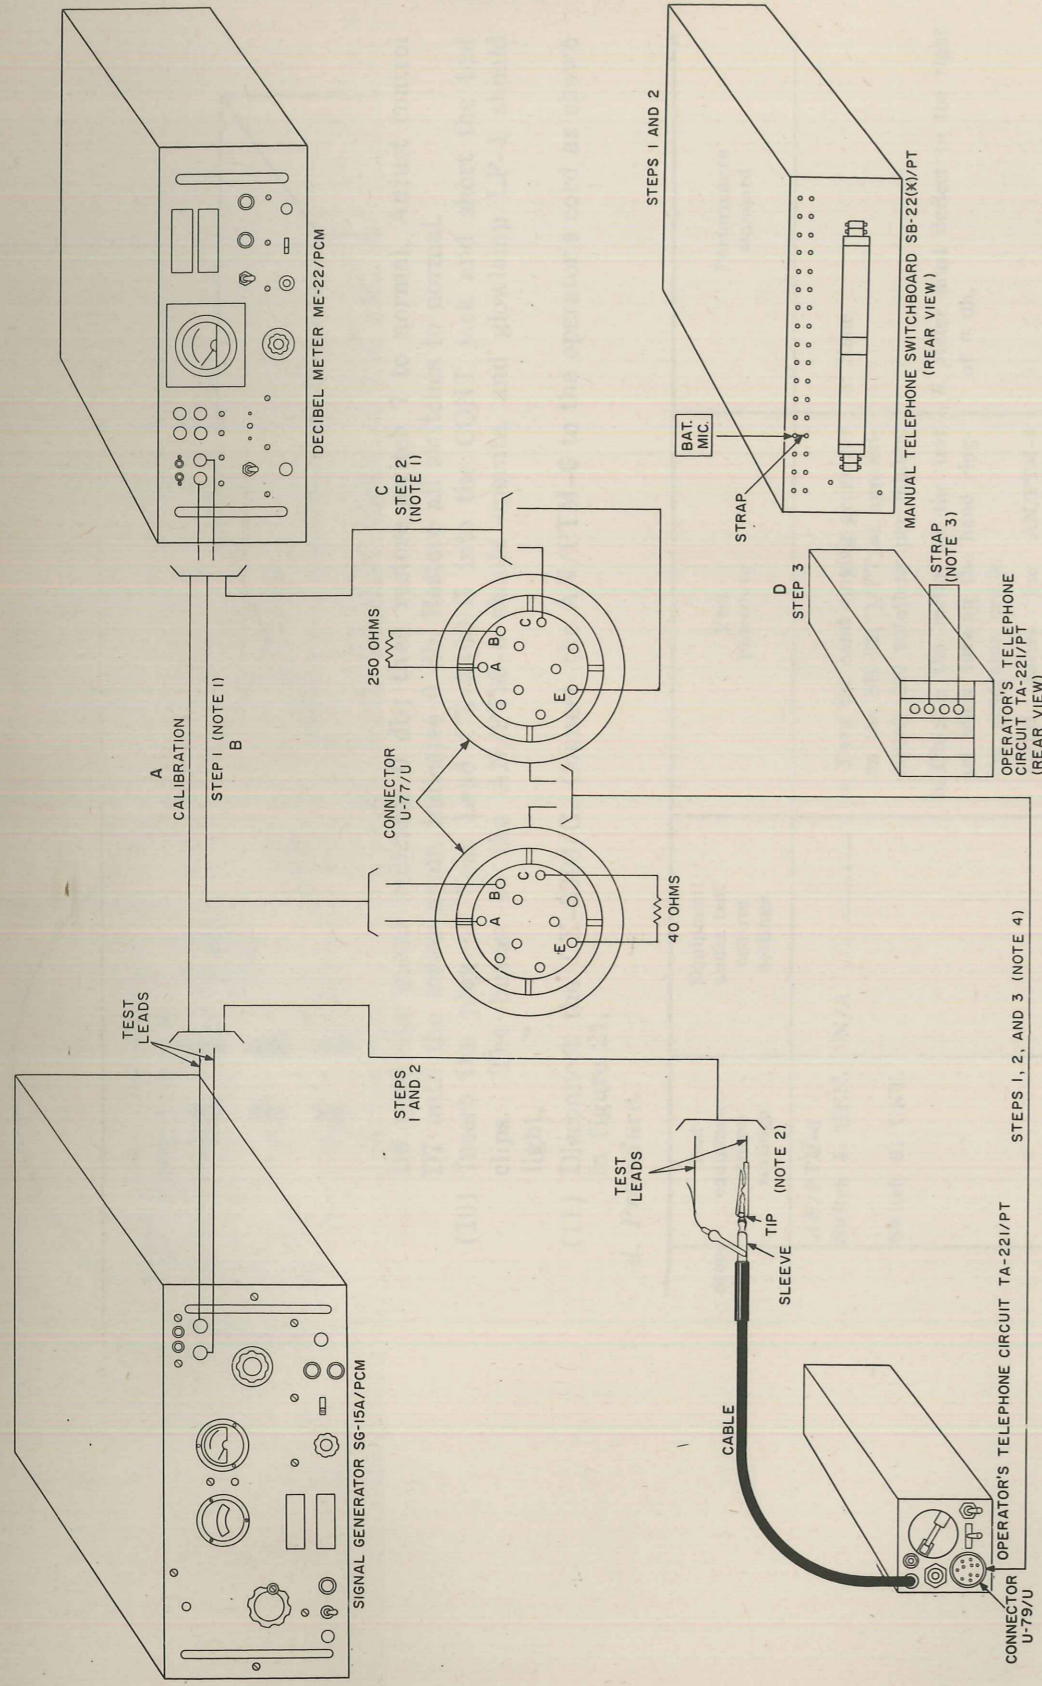 DECIBEL METER ME-22/PCM
A
CALIBRATION
STEP 1 (NOTE 1)
B
C
STEP 2
(NOTE 1)
250 OHMS
CONNECTOR
U-77/U
A
B
C
E
A
B
C
E
40 OHMS
TEST
LEADS
SIGNAL GENERATOR SG-15A/PCM
STEPS
1 AND 2
TEST
LEADS
(NOTE 2)
TIP
SLEEVE
CABLE
STEPS 1 AND 2
BAT.
MIC.
STRAP
MANUAL TELEPHONE SWITCHBOARD SB-22(X)/PT
(REAR VIEW)
D
STEP 3
STRAP
(NOTE 3)
OPERATOR'S TELEPHONE
CIRCUIT TA-221/PT
(REAR VIEW)
STEPS 1, 2, AND 3 (NOTE 4)
OPERATOR'S TELEPHONE CIRCUIT TA-221/PT
CONNECTOR
U-79/U